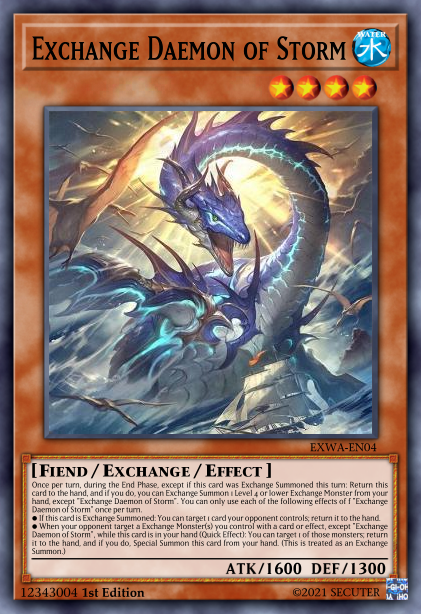 EXCHANGE DAEMON OF STORM
WATER
水
EXWA-EN04
[FIEND / EXCHANGE / EFFECT ]
Once per turn, during the End Phase, except if this card was Exchange Summoned this turn: Return this
card to the hand, and if you do, you can Exchange Summon 1 Level 4 or lower Exchange Monster from your
hand, except "Exchange Daemon of Storm". You can only use each of the following effects of f "Exchange
Daemon of Storm" once per turn.
● If this card is Exchange Summoned: You can target 1 card your opponent controls; return it to the hand.
● When your opponent target a Exchange Monster(s) you control with a card or effect, except "Exchange
Daemon of Storm", while this card is in your hand (Quick Effect): You can target 1 of those monsters; return
it to the hand, and if you do, Special Summon this card from your hand. (This is treated as an Exchange
Summon.)
ATK/1600 DEF/1300
12343004 1st Edition
©2021 SECUTER